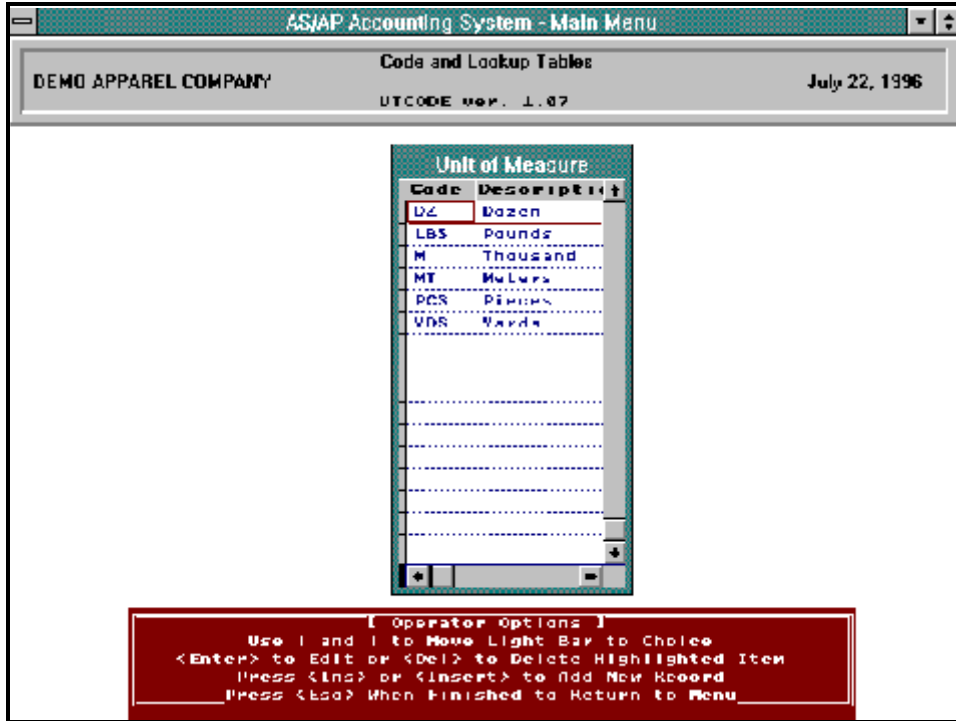 AS/AP Accounting System - Main Menu
DEMO APPAREL COMPANY
Code and Lookup Tables
UTCODE ver. 1.07
July 22, 1996
Unit of Measure
Code Descriptio
DZ Dozen
LBS Pounds
M Thousand
MT Meters
PCS Pieces
YDS Yards
[ Operator Options ]
Use and to Move Light Bar to Choice
<Enter> to Edit or <Del> to Delete Highlighted Item
Press <Ins> or <Insert> to Add New Record
Press <Esc> When Finished to Return to Menu